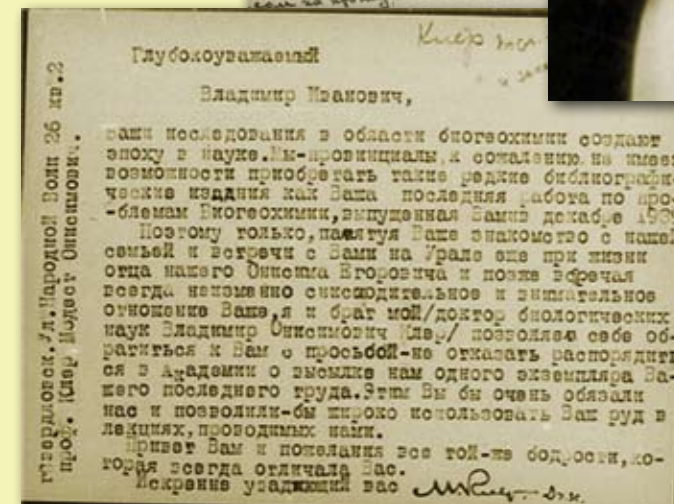 Глубокоуважаемый
Владимир Иванович,
Ваши исследования в области биогеохимии создают
эпоху в науке.Мы-провинциалы,к сожалению,не имеем
возможности приобретать такие редкие библиографи-
ческие издания как Ваша последняя работа по про-
-блемам Биогеохимии,выпущенная Вамив декабре 1939
Поэтому только,памятуя Ваше знакомство с нашей
семьей и встречи с Вами на Урале еще при жизни
отца нашего Онисима Егоровича и позже встречая
всегда неизменно снисходительное и внимательное
отношение Ваше,я и брат мой/доктор биологических
наук Владимир Онисимович Клер/ позволяем себе об-
ратиться к Вам с просьбой-не отказать распорядить
ся в Академии о высылке нам одного экземпляра Ва-
шего последнего труда.Этим Вы бы очень обязали
нас и позволили-бы широко использовать Ваш руд в
лекциях,проводимых нами.
Привет Вам и пожелания все той-же бодрости,ко-
торая всегда отличала Вас.
Искренне уважающий вас
г.Свердловск.Ул.Народной Воли 26 кв.2
проф. Клер Модест Онисимович.
Клер